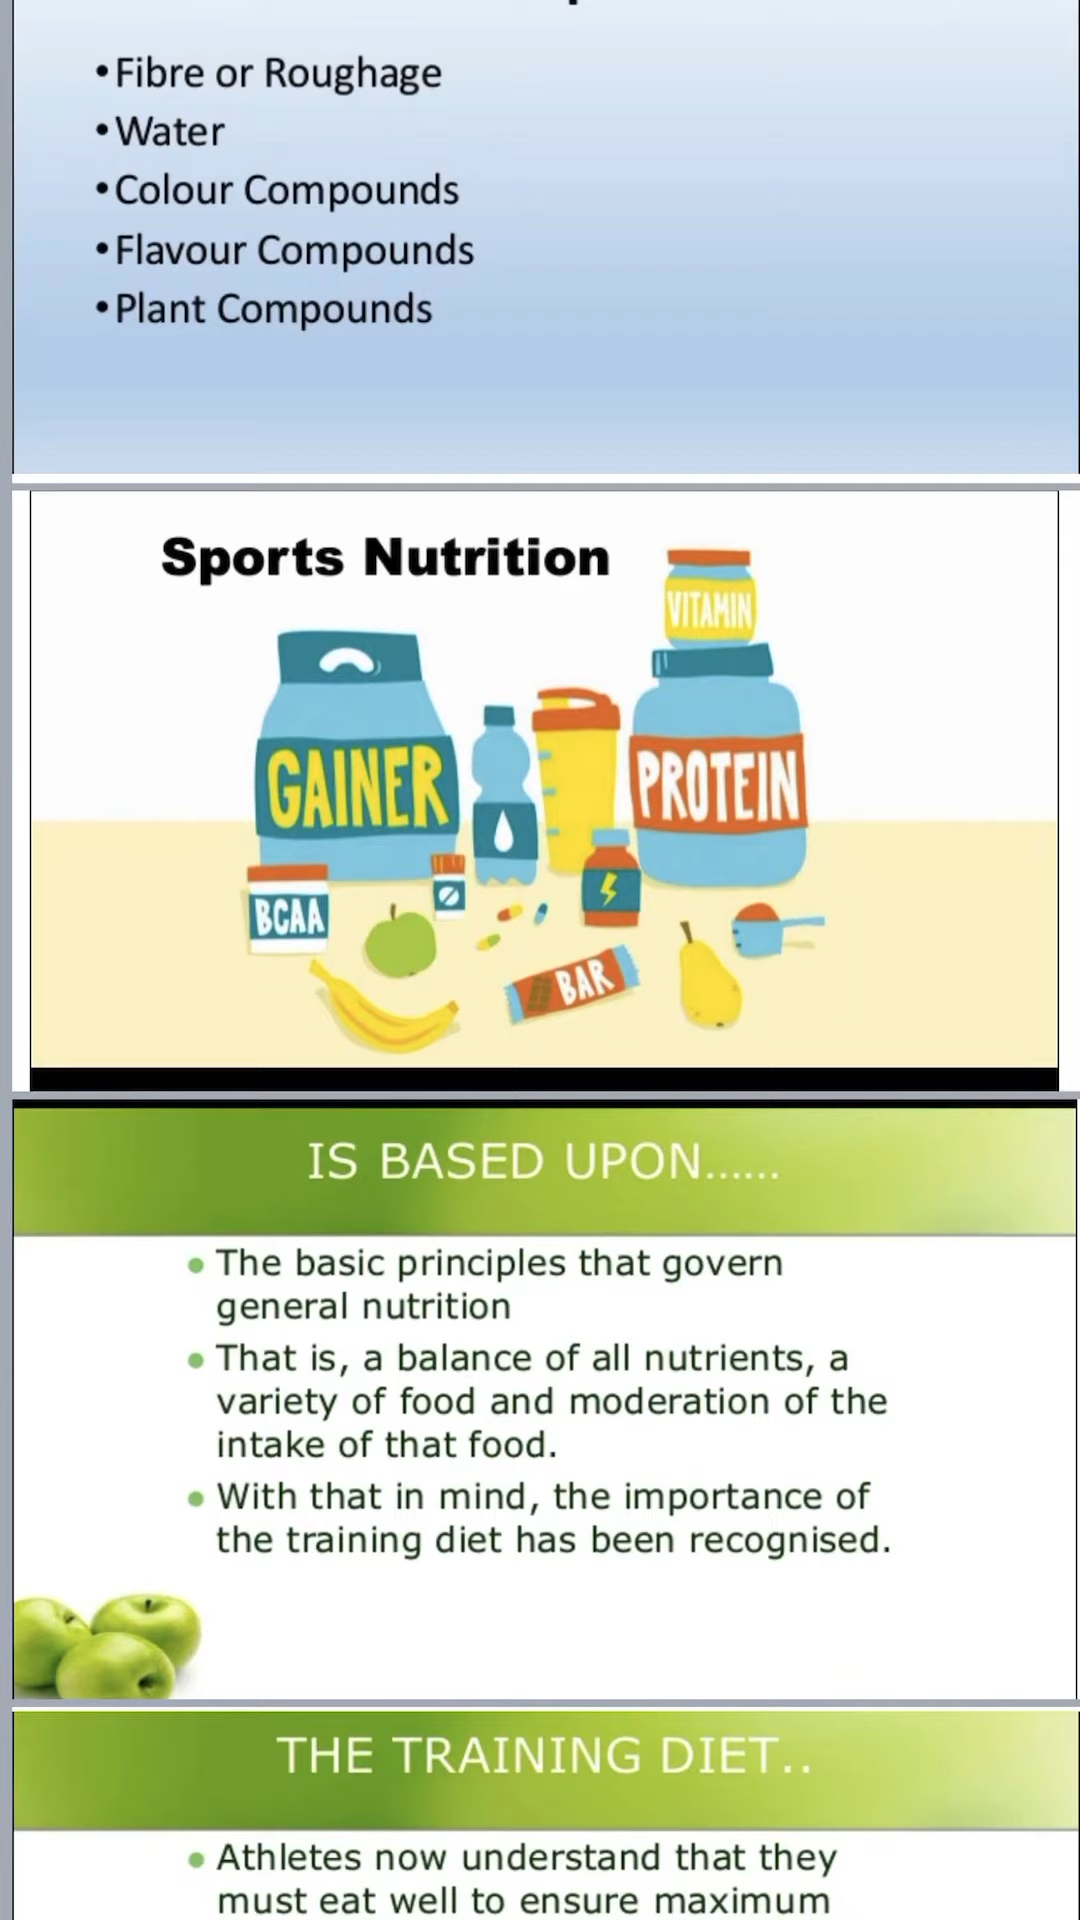 •Fibre or Roughage
•Water
•Colour Compounds
•Flavour Compounds
•Plant Compounds
Sports Nutrition
VITAMIN
GAINER
PROTEIN
BCAA
BAR
IS BASED UPON......
• The basic principles that govern
general nutrition
• That is, a balance of all nutrients, a
variety of food and moderation of the
intake of that food.
• With that in mind, the importance of
the training diet has been recognised.
THE TRAINING DIET..
• Athletes now understand that they
must eat well to ensure maximum